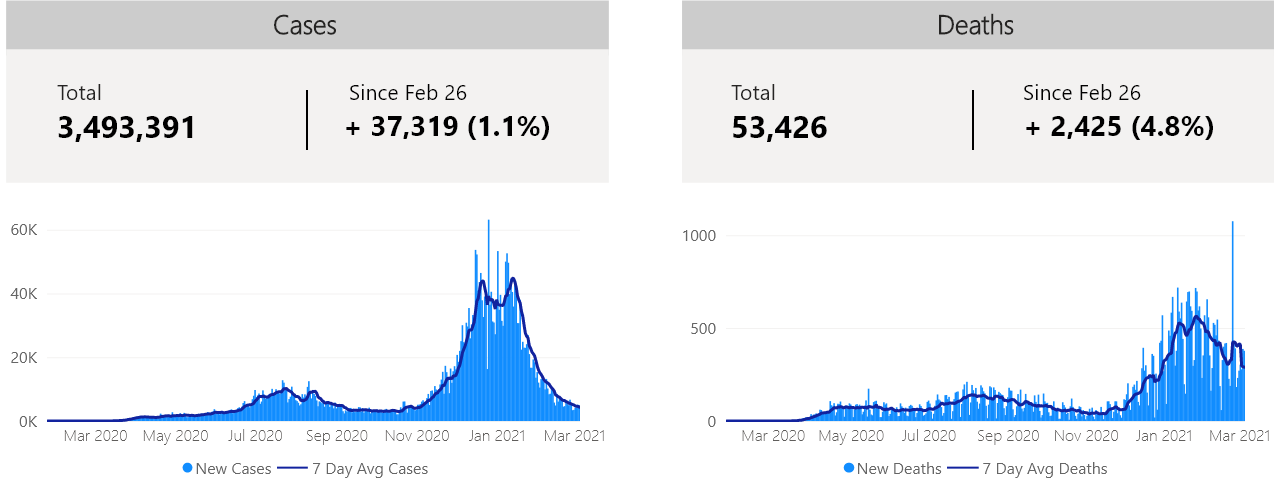 Cases
Total
3,493,391
Since Feb 26
+ 37,319 (1.1%)
60K
40K
20K
0K
Mar 2020 May 2020 Jul 2020 Sep 2020 Nov 2020 Jan 2021 Mar 2021
New Cases 7 Day Avg Cases
Deaths
Total
53,426
Since Feb 26
+ 2,425 (4.8%)
1000
500
0
Mar 2020 May 2020 Jul 2020 Sep 2020 Nov 2020 Jan 2021 Mar 2021
New Deaths 7 Day Avg Deaths